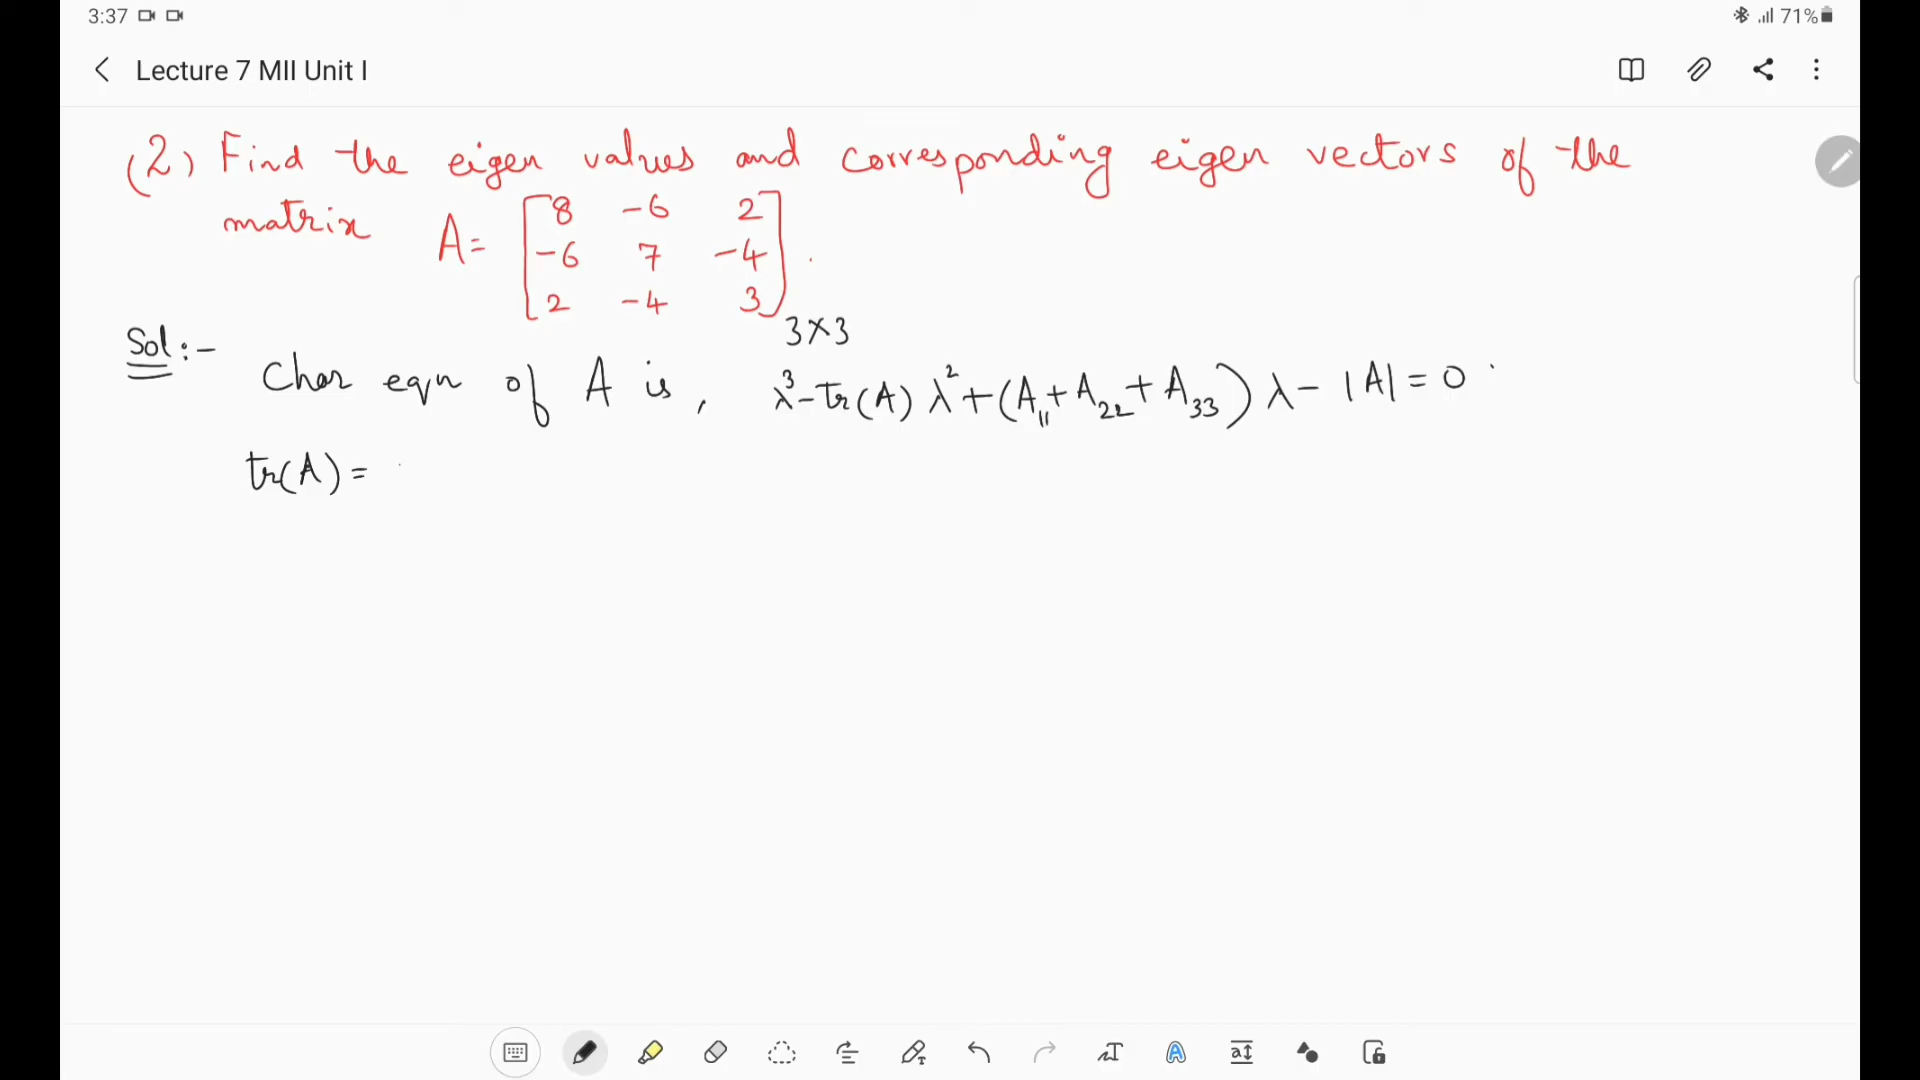 3:37
71%
Lecture 7 MII Unit I
(2) Find the eigen values and corresponding eigen vectors of the
matrix A = [8 -6 2
-6 7 -4
2 -4 3] .
3×3
Sol :-
Char eqn of A is, λ³ - tr(A) λ² + (A₁₁ + A₂₂ + A₃₃) λ - |A| = 0 .
tr(A) =